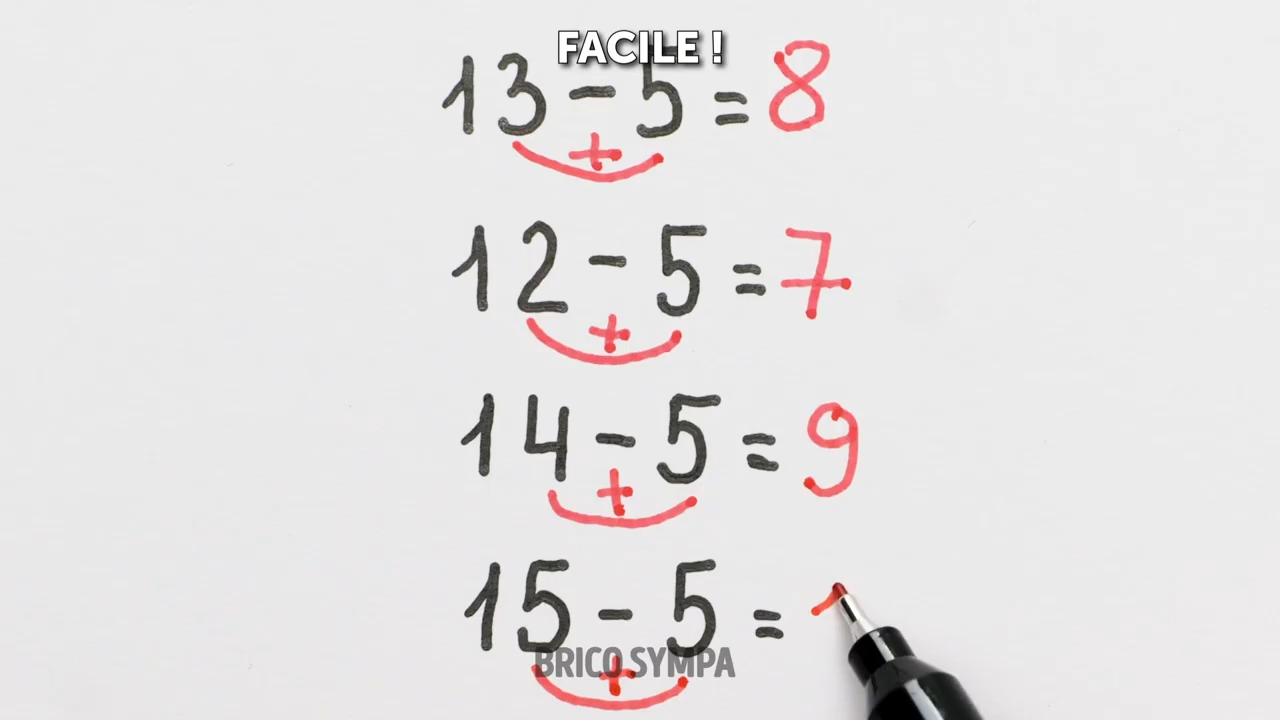 FACILE !
13 - 5 = 8
+
12 - 5 = 7
+
14 - 5 = 9
+
15 - 5 =
BRICO SYMPA
+